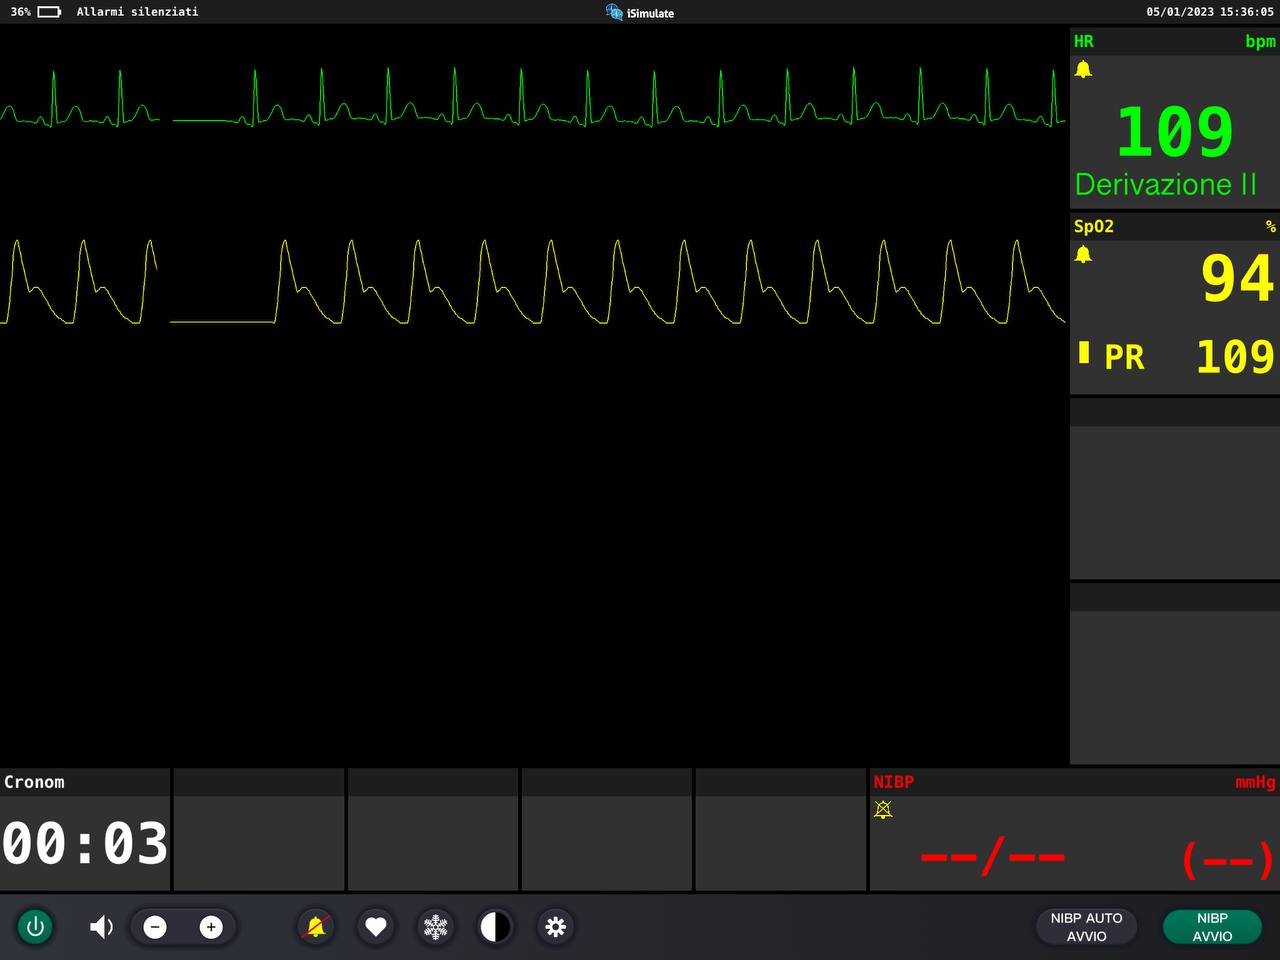 36% Allarmi silenziati iSimulate 05/01/2023 15:36:05
HR bpm
109
Derivazione II
SpO2 %
94
PR 109
Cronom
00:03
NIBP mmHg
--/-- (--)
NIBP AUTO
AVVIO
NIBP
AVVIO